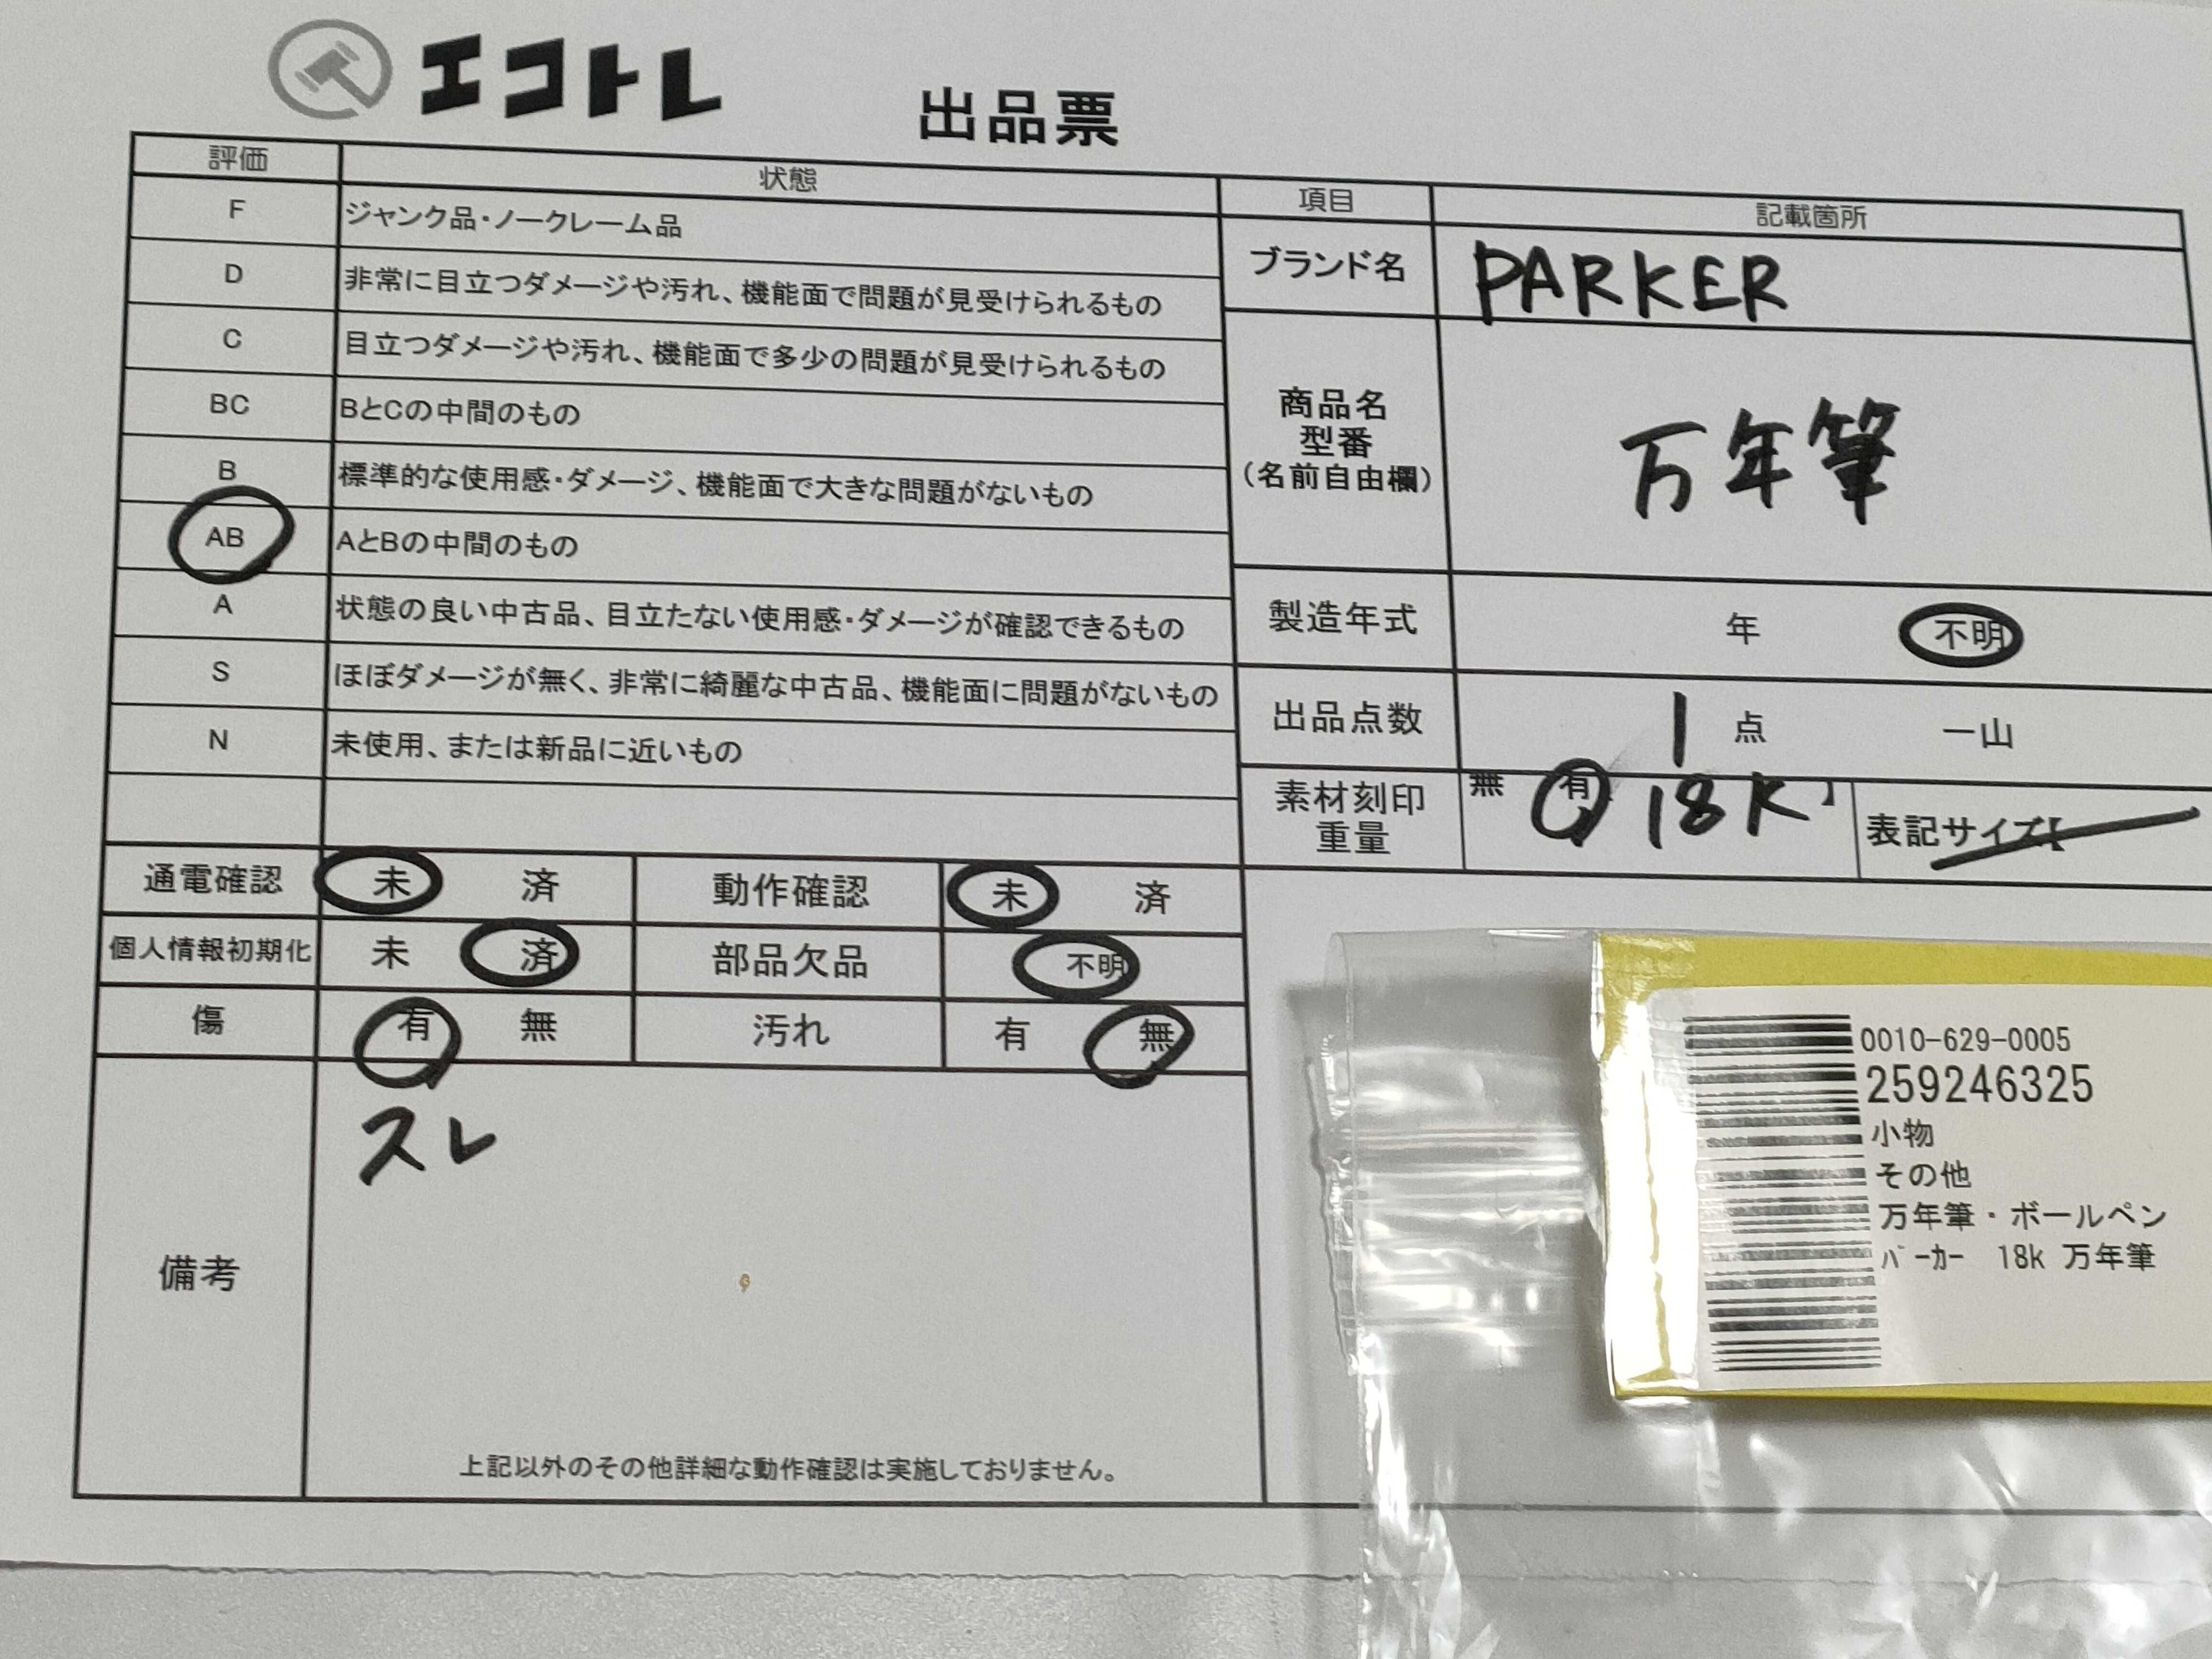 エコトレ
出品票
評価 状態
F ジャンク品・ノークレーム品
D 非常に目立つダメージや汚れ、機能面で問題が見受けられるもの
C 目立つダメージや汚れ、機能面で多少の問題が見受けられるもの
BC BとCの中間のもの
B 標準的な使用感・ダメージ、機能面で大きな問題がないもの
AB AとBの中間のもの
A 状態の良い中古品、目立たない使用感・ダメージが確認できるもの
S ほぼダメージが無く、非常に綺麗な中古品、機能面に問題がないもの
N 未使用、または新品に近いもの
項目 記載箇所
ブランド名 PARKER
商品名
型番
(名前自由欄)
万年筆
製造年式 年 不明
出品点数 1 点 一山
素材刻印
重量
無 有 18K 】
表記サイズ【
通電確認 未 済 動作確認 未 済
個人情報初期化 未 済 部品欠品 不明
傷 有 無 汚れ 有 無
備考
スレ
上記以外のその他詳細な動作確認は実施しておりません。
0010-629-0005
259246325
小物
その他
万年筆・ボールペン
ﾊﾟｰｶｰ 18k 万年筆